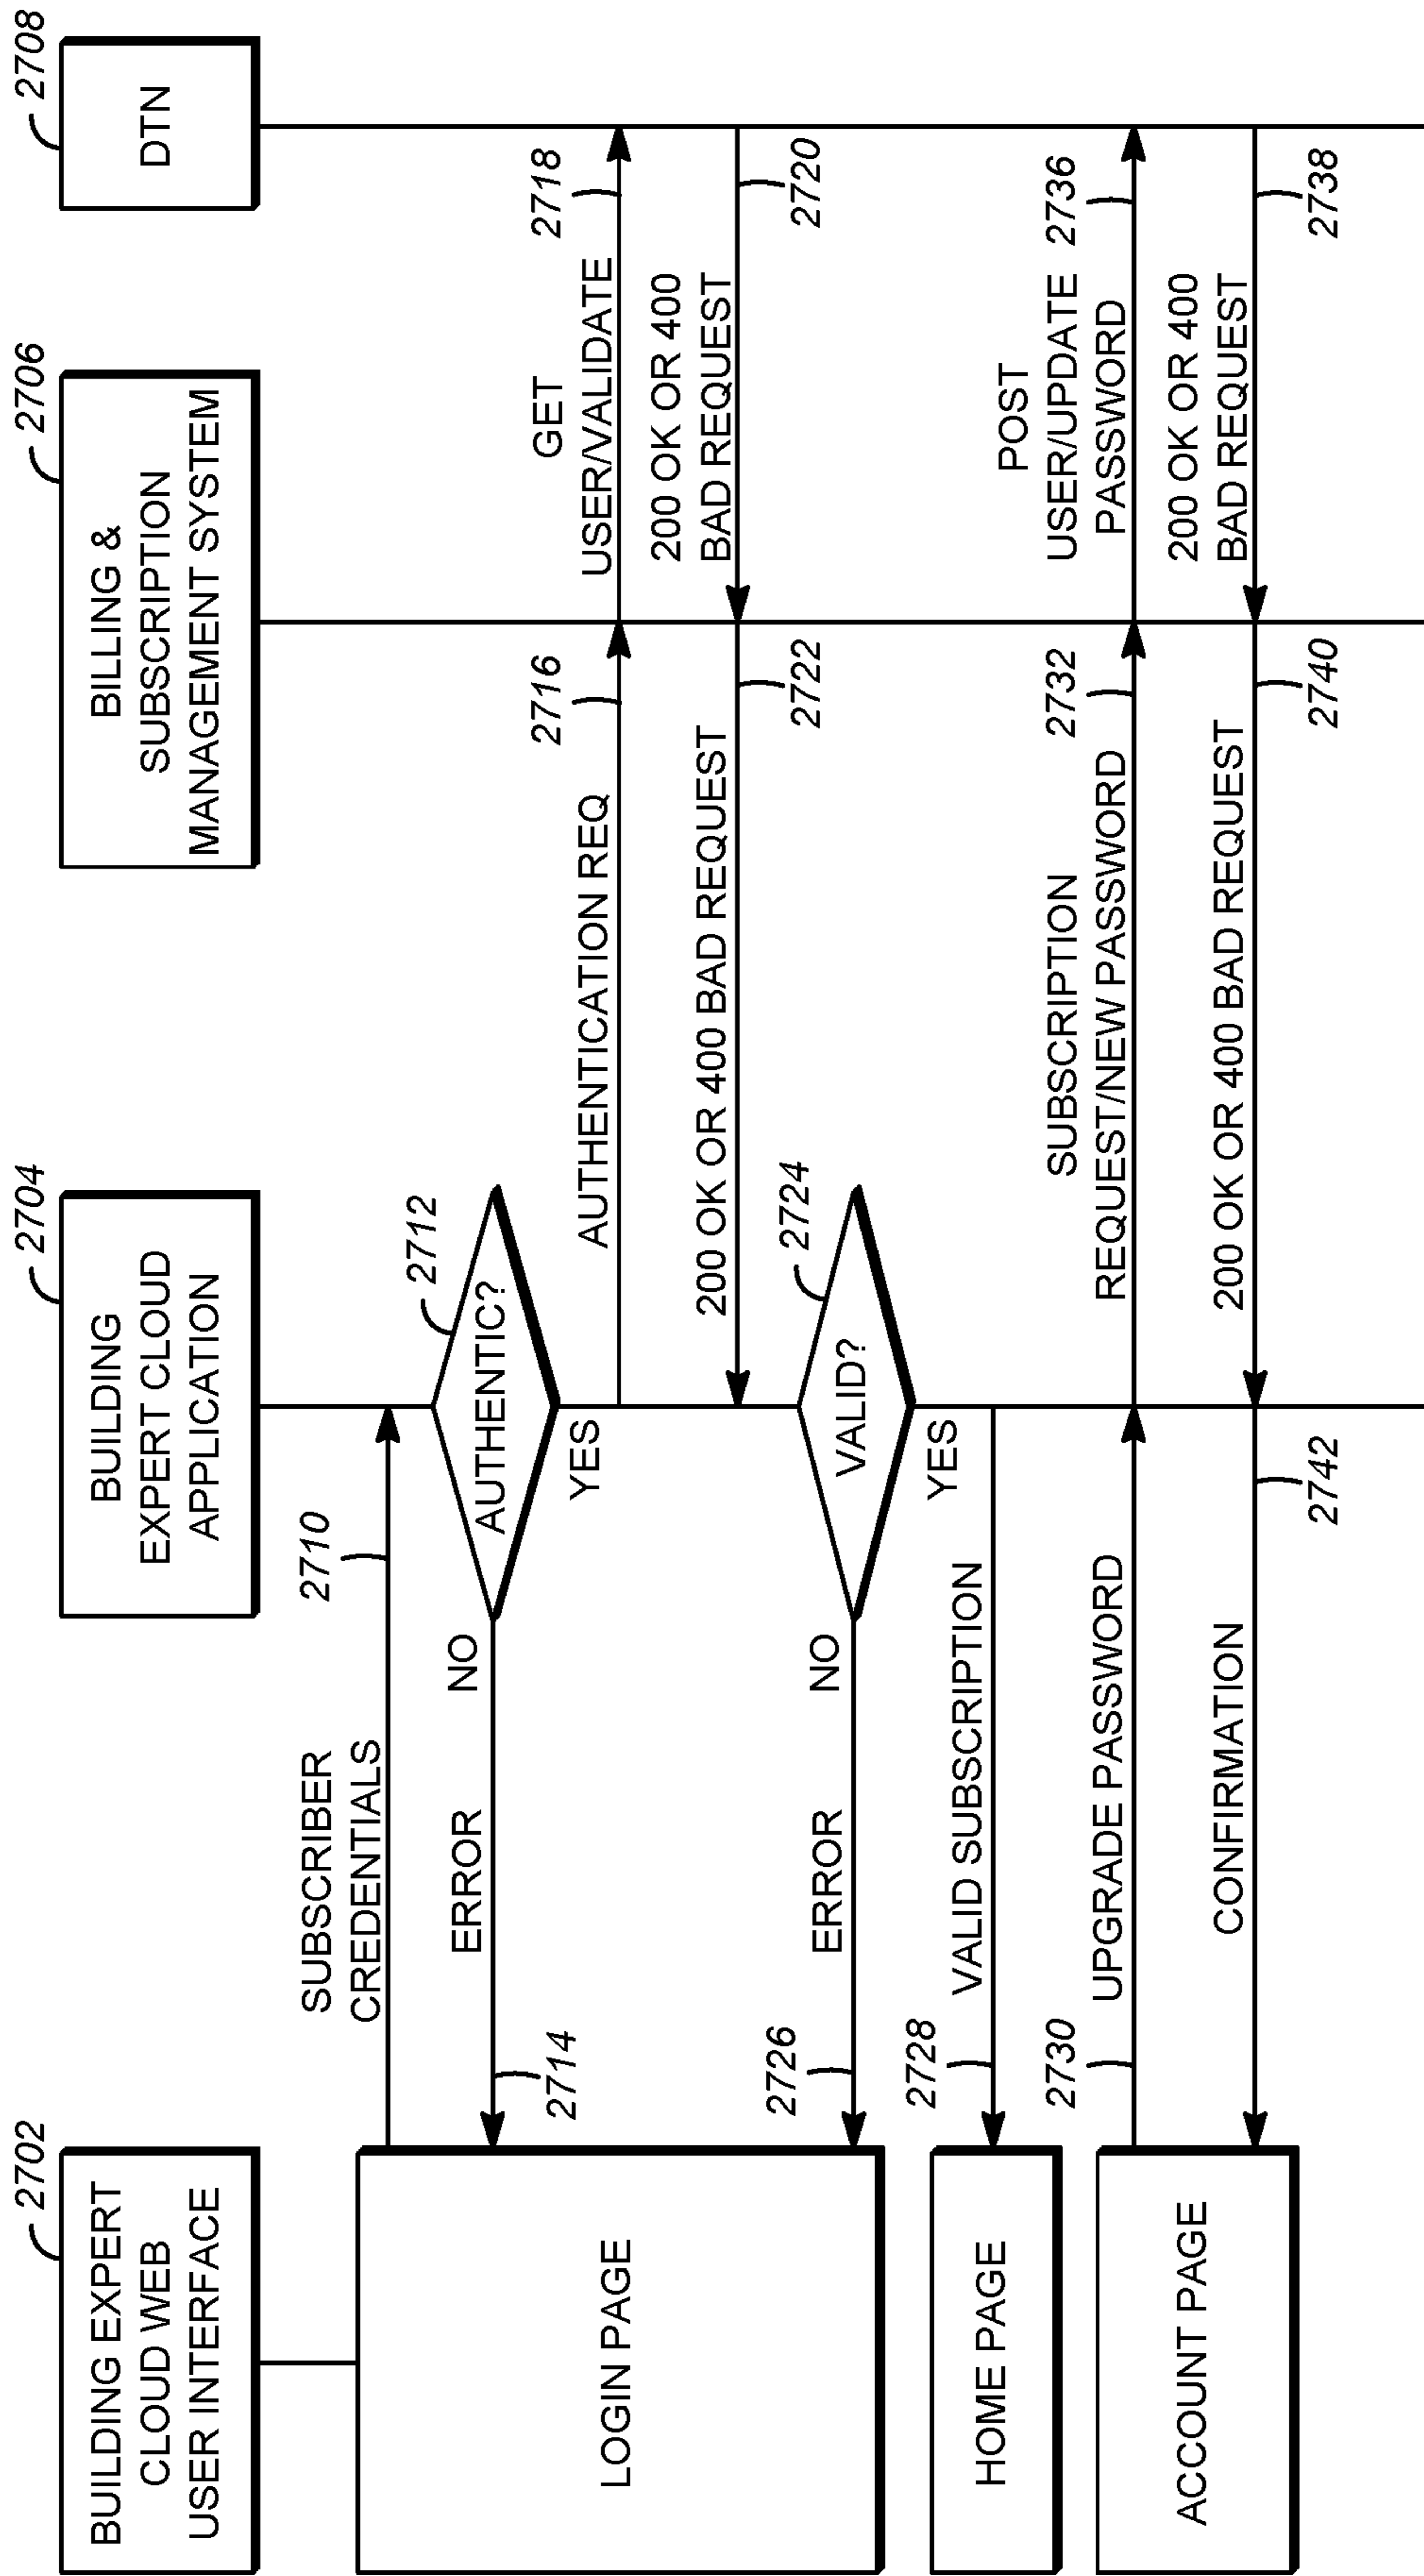 2702
BUILDING EXPERT
CLOUD WEB
USER INTERFACE
2704
BUILDING
EXPERT CLOUD
APPLICATION
2706
BILLING &
SUBSCRIPTION
MANAGEMENT SYSTEM
2708
DTN
SUBSCRIBER
CREDENTIALS
2710
2712
AUTHENTIC?
NO
ERROR
2714
YES
AUTHENTICATION REQ
2716
GET
USER/VALIDATE
2718
LOGIN PAGE
200 OK OR 400 BAD REQUEST
2722
200 OK OR 400
BAD REQUEST
2720
2724
VALID?
NO
ERROR
2726
YES
HOME PAGE
2728
VALID SUBSCRIPTION
ACCOUNT PAGE
2730
UPGRADE PASSWORD
SUBSCRIPTION
REQUEST/NEW PASSWORD
2732
POST
USER/UPDATE
PASSWORD
2736
CONFIRMATION
2742
200 OK OR 400 BAD REQUEST
2740
200 OK OR 400
BAD REQUEST
2738